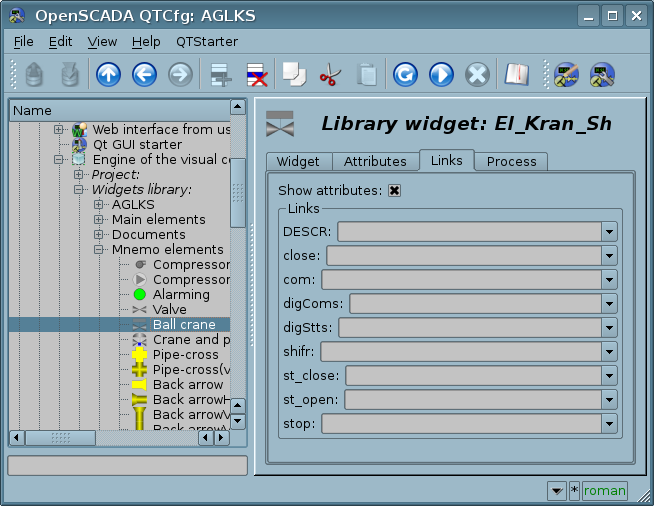 OpenSCADA QTCfg: AGLKS
File Edit View Help QTStarter
Name
Web interface from us
Qt GUI starter
Engine of the visual c
Project:
Widgets library:
AGLKS
Main elements
Documents
Mnemo elements
Compressor
Compressor
Alarming
Valve
Ball crane
Crane and p
Pipe-cross
Pipe-cross(v
Back arrow
Back arrowH
Back arrowV
Library widget: El_Kran_Sh
Widget Attributes Links Process
Show attributes:
Links
DESCR:
close:
com:
digComs:
digStts:
shifr:
st_close:
st_open:
stop:
* roman